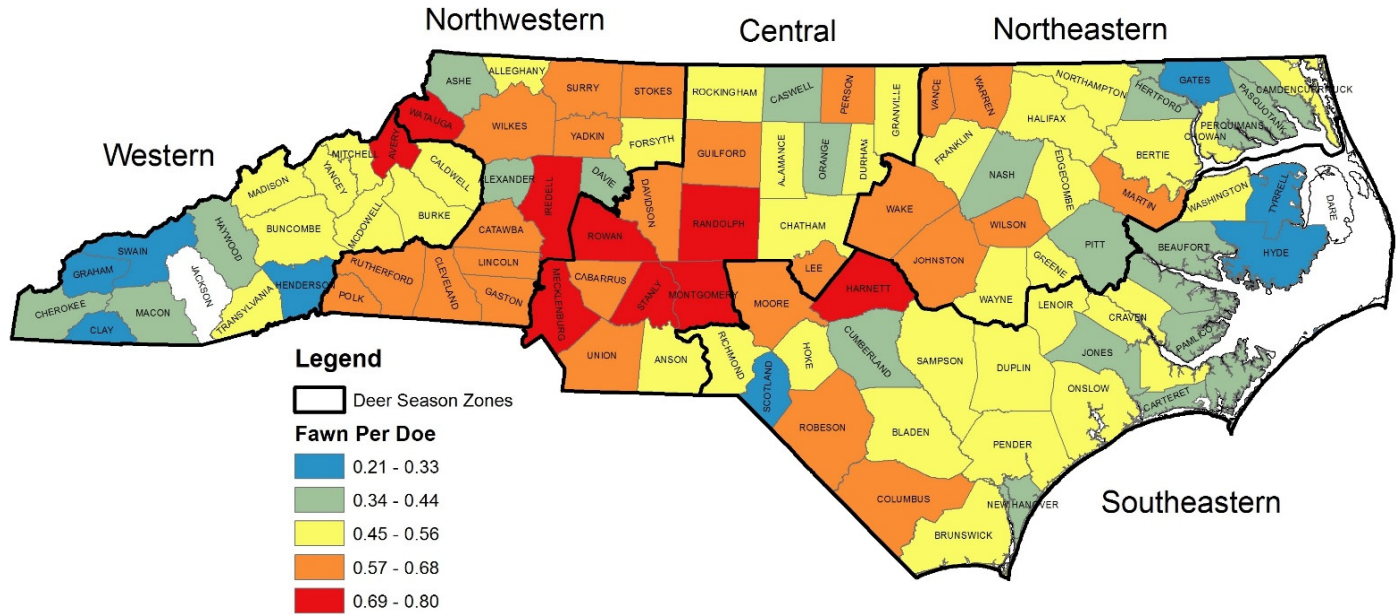 Northwestern
Central
Northeastern
Western
Southeastern
ASHE
ALLEGHANY
SURRY
STOKES
ROCKINGHAM
CASWELL
PERSON
GRANVILLE
VANCE
WARREN
NORTHAMPTON
HERTFORD
GATES
CAMDEN
CURRITUCK
PASQUOTANK
PERQUIMANS
CHOWAN
WATAUGA
WILKES
YADKIN
FORSYTH
GUILFORD
ALAMANCE
ORANGE
DURHAM
FRANKLIN
HALIFAX
BERTIE
AVERY
MITCHELL
YANCEY
MADISON
CALDWELL
ALEXANDER
IREDELL
DAVIE
DAVIDSON
RANDOLPH
CHATHAM
WAKE
NASH
EDGECOMBE
MARTIN
WASHINGTON
TYRRELL
DARE
HAYWOOD
BUNCOMBE
MCDOWELL
BURKE
CATAWBA
ROWAN
LEE
JOHNSTON
WILSON
PITT
BEAUFORT
HYDE
SWAIN
GRAHAM
CHEROKEE
MACON
CLAY
JACKSON
TRANSYLVANIA
HENDERSON
RUTHERFORD
POLK
CLEVELAND
LINCOLN
GASTON
MECKLENBURG
CABARRUS
STANLY
MONTGOMERY
MOORE
HARNETT
WAYNE
GREENE
LENOIR
CRAVEN
PAMLICO
JONES
CARTERET
UNION
ANSON
RICHMOND
SCOTLAND
HOKE
CUMBERLAND
SAMPSON
DUPLIN
ONSLOW
ROBESON
BLADEN
PENDER
COLUMBUS
NEW HANOVER
BRUNSWICK
Legend
Deer Season Zones
Fawn Per Doe
0.21 - 0.33
0.34 - 0.44
0.45 - 0.56
0.57 - 0.68
0.69 - 0.80